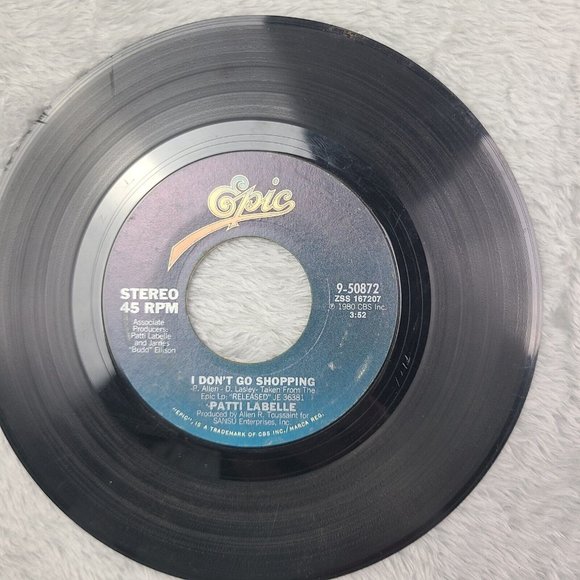 Epic
STEREO
45 RPM
9-50872
ZSS 167207
℗ 1980 CBS Inc.
3:52
Associate
Producers:
Patti Labelle
and James
"Budd" Ellison
I DON'T GO SHOPPING
-P. Allen - D. Lasley- Taken From The
Epic Lp: "RELEASED" JE 36381
PATTI LABELLE
Produced by Allen R. Toussaint for
SANSU Enterprises, Inc.
"EPIC", IS A TRADEMARK OF CBS INC./MARCA REG.